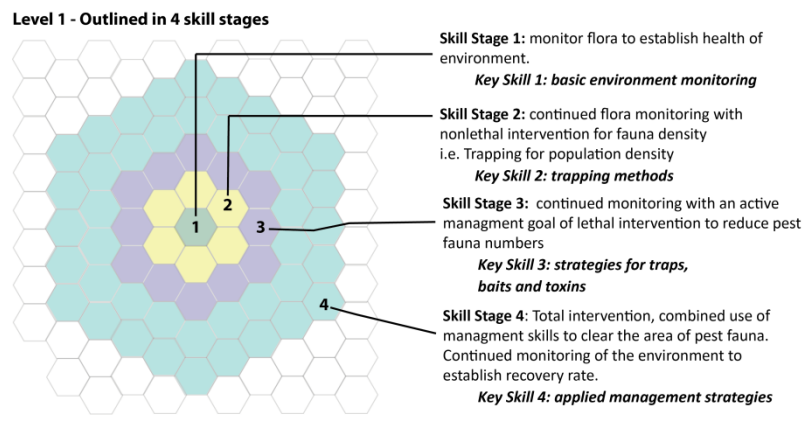 Level 1 - Outlined in 4 skill stages
Skill Stage 1: monitor flora to establish health of
environment.
Key Skill 1: basic environment monitoring
Skill Stage 2: continued flora monitoring with
nonlethal intervention for fauna density
i.e. Trapping for population density
Key Skill 2: trapping methods
Skill Stage 3:  continued monitoring with an active
managment goal of lethal intervention to reduce pest
fauna numbers
Key Skill 3: strategies for traps,
baits and toxins
Skill Stage 4: Total intervention, combined use of
managment skills to clear the area of pest fauna.
Continued monitoring of the environment to
establish recovery rate.
Key Skill 4: applied management strategies
2
1
3
4